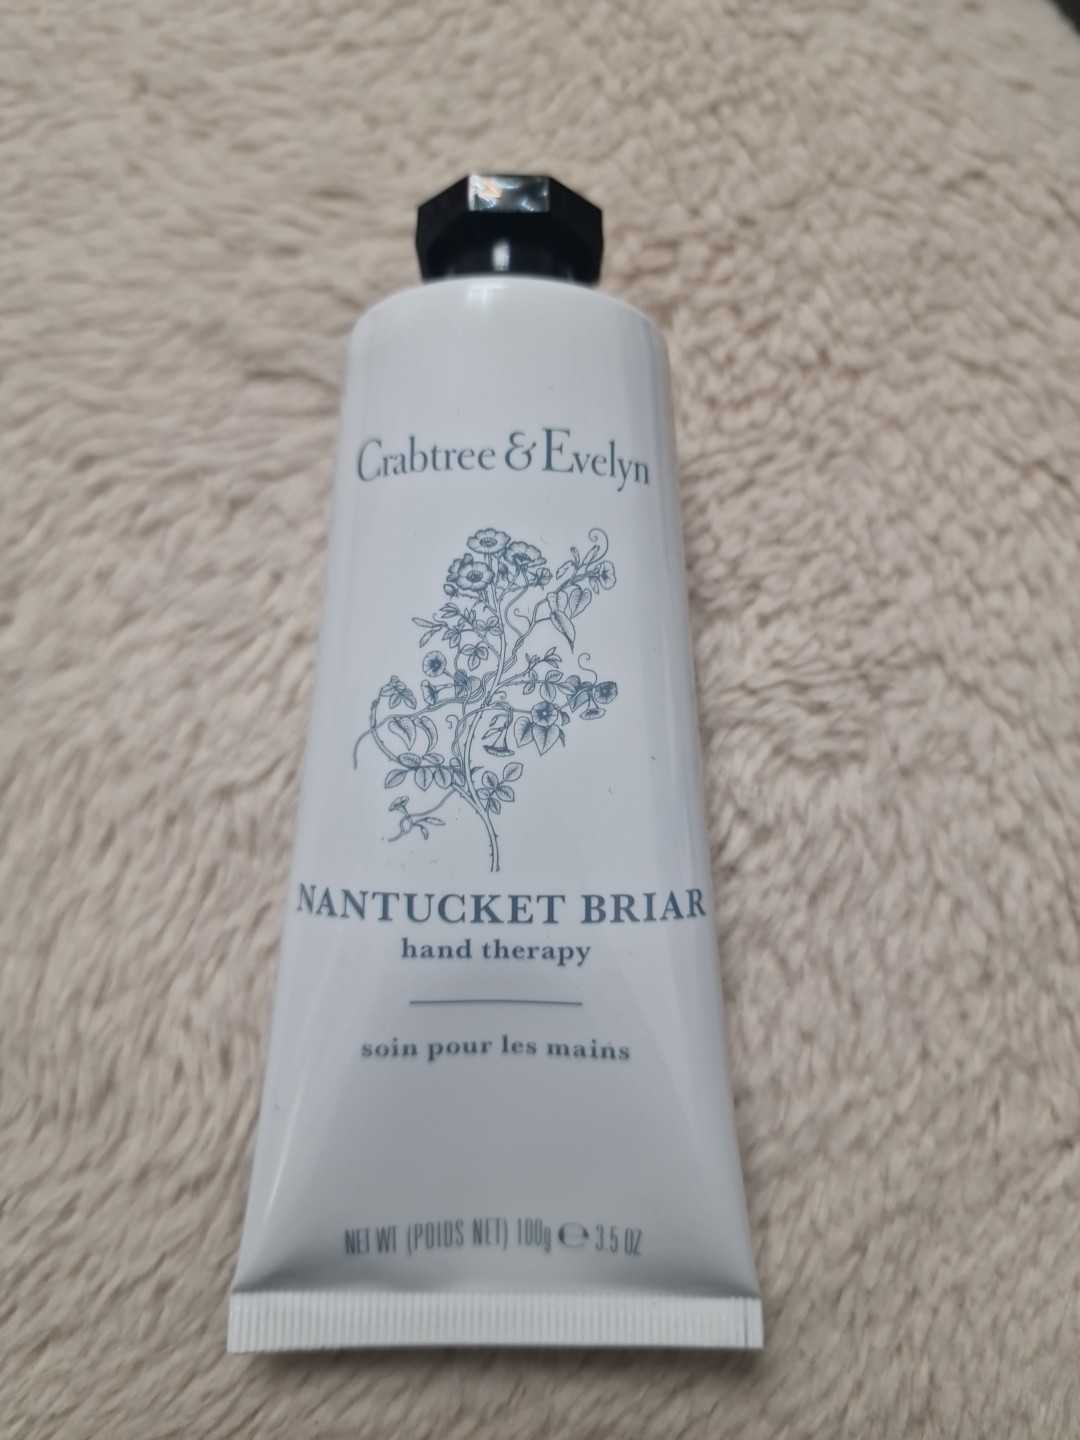 Crabtree & Evelyn
NANTUCKET BRIAR
hand therapy
soin pour les mains
NET WT (POIDS NET) 100g ℮ 3.5 OZ